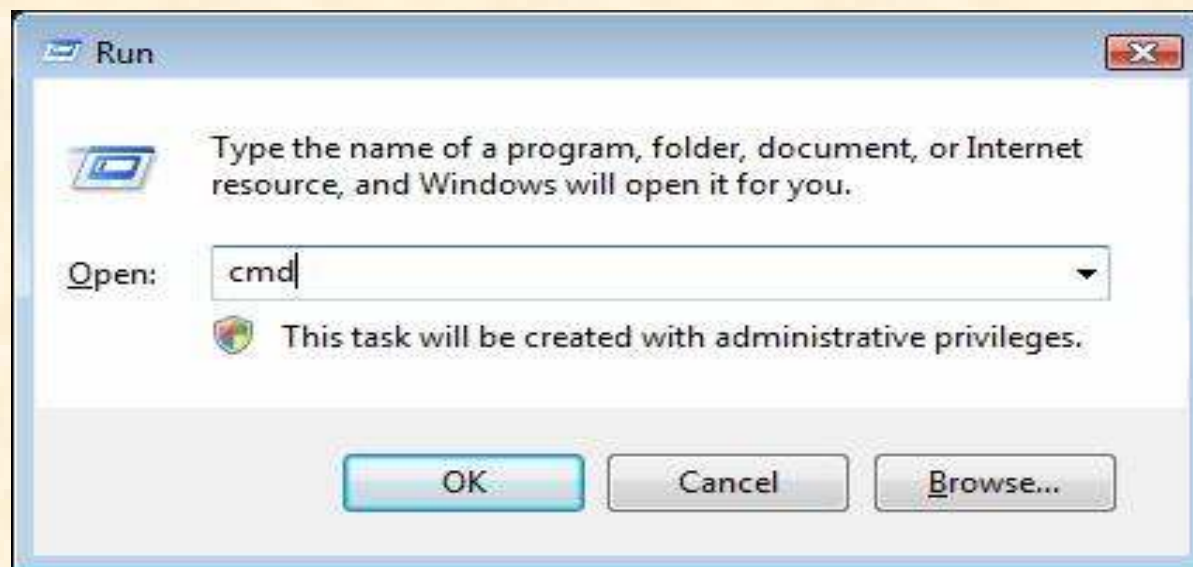 Run
Type the name of a program, folder, document, or Internet
resource, and Windows will open it for you.
Open: cmd
This task will be created with administrative privileges.
OK Cancel Browse...